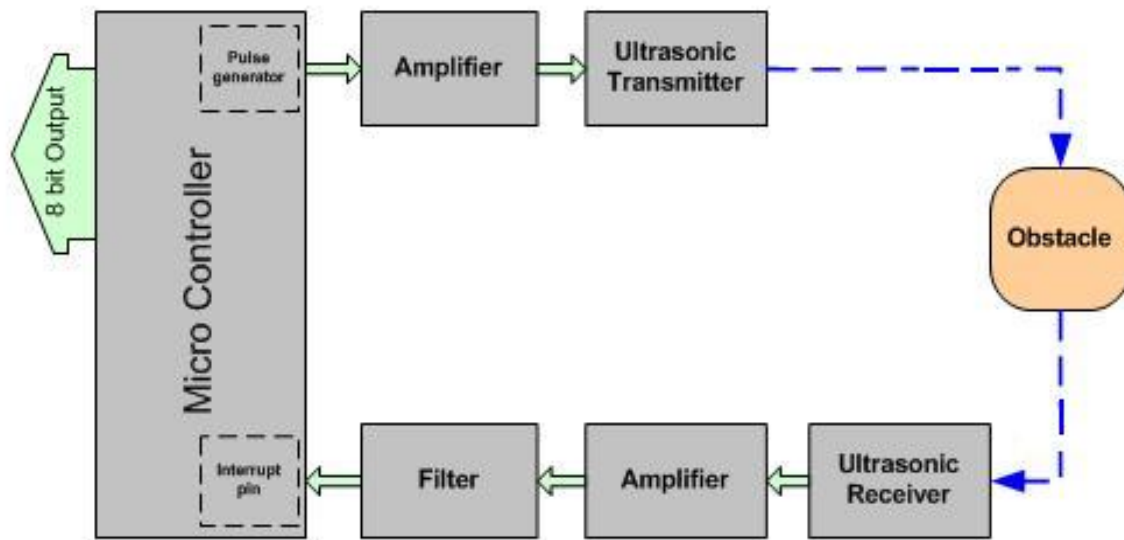 Pulse
generator
Amplifier
Ultrasonic
Transmitter
8 bit Output
Micro Controller
Obstacle
Interrupt
pin
Filter
Amplifier
Ultrasonic
Receiver